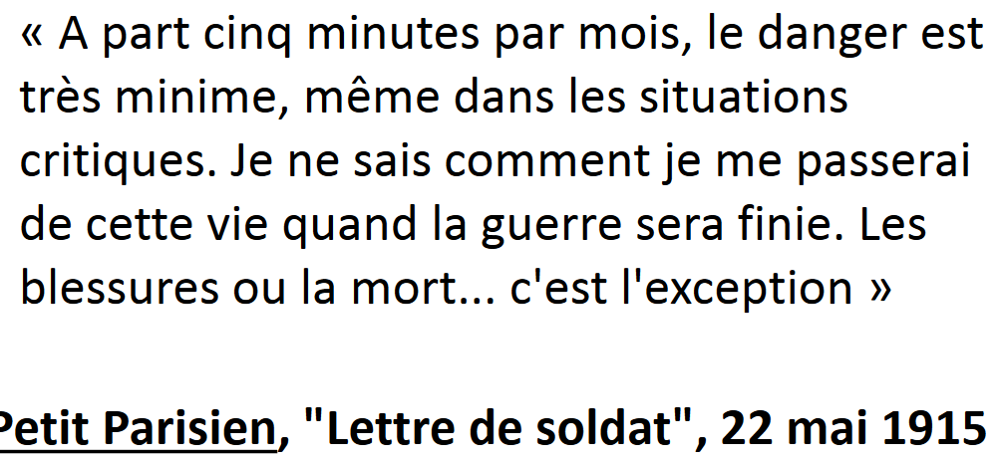 « A part cinq minutes par mois, le danger est
très minime, même dans les situations
critiques. Je ne sais comment je me passerai
de cette vie quand la guerre sera finie. Les
blessures ou la mort... c'est l'exception »
Petit Parisien, "Lettre de soldat", 22 mai 1915